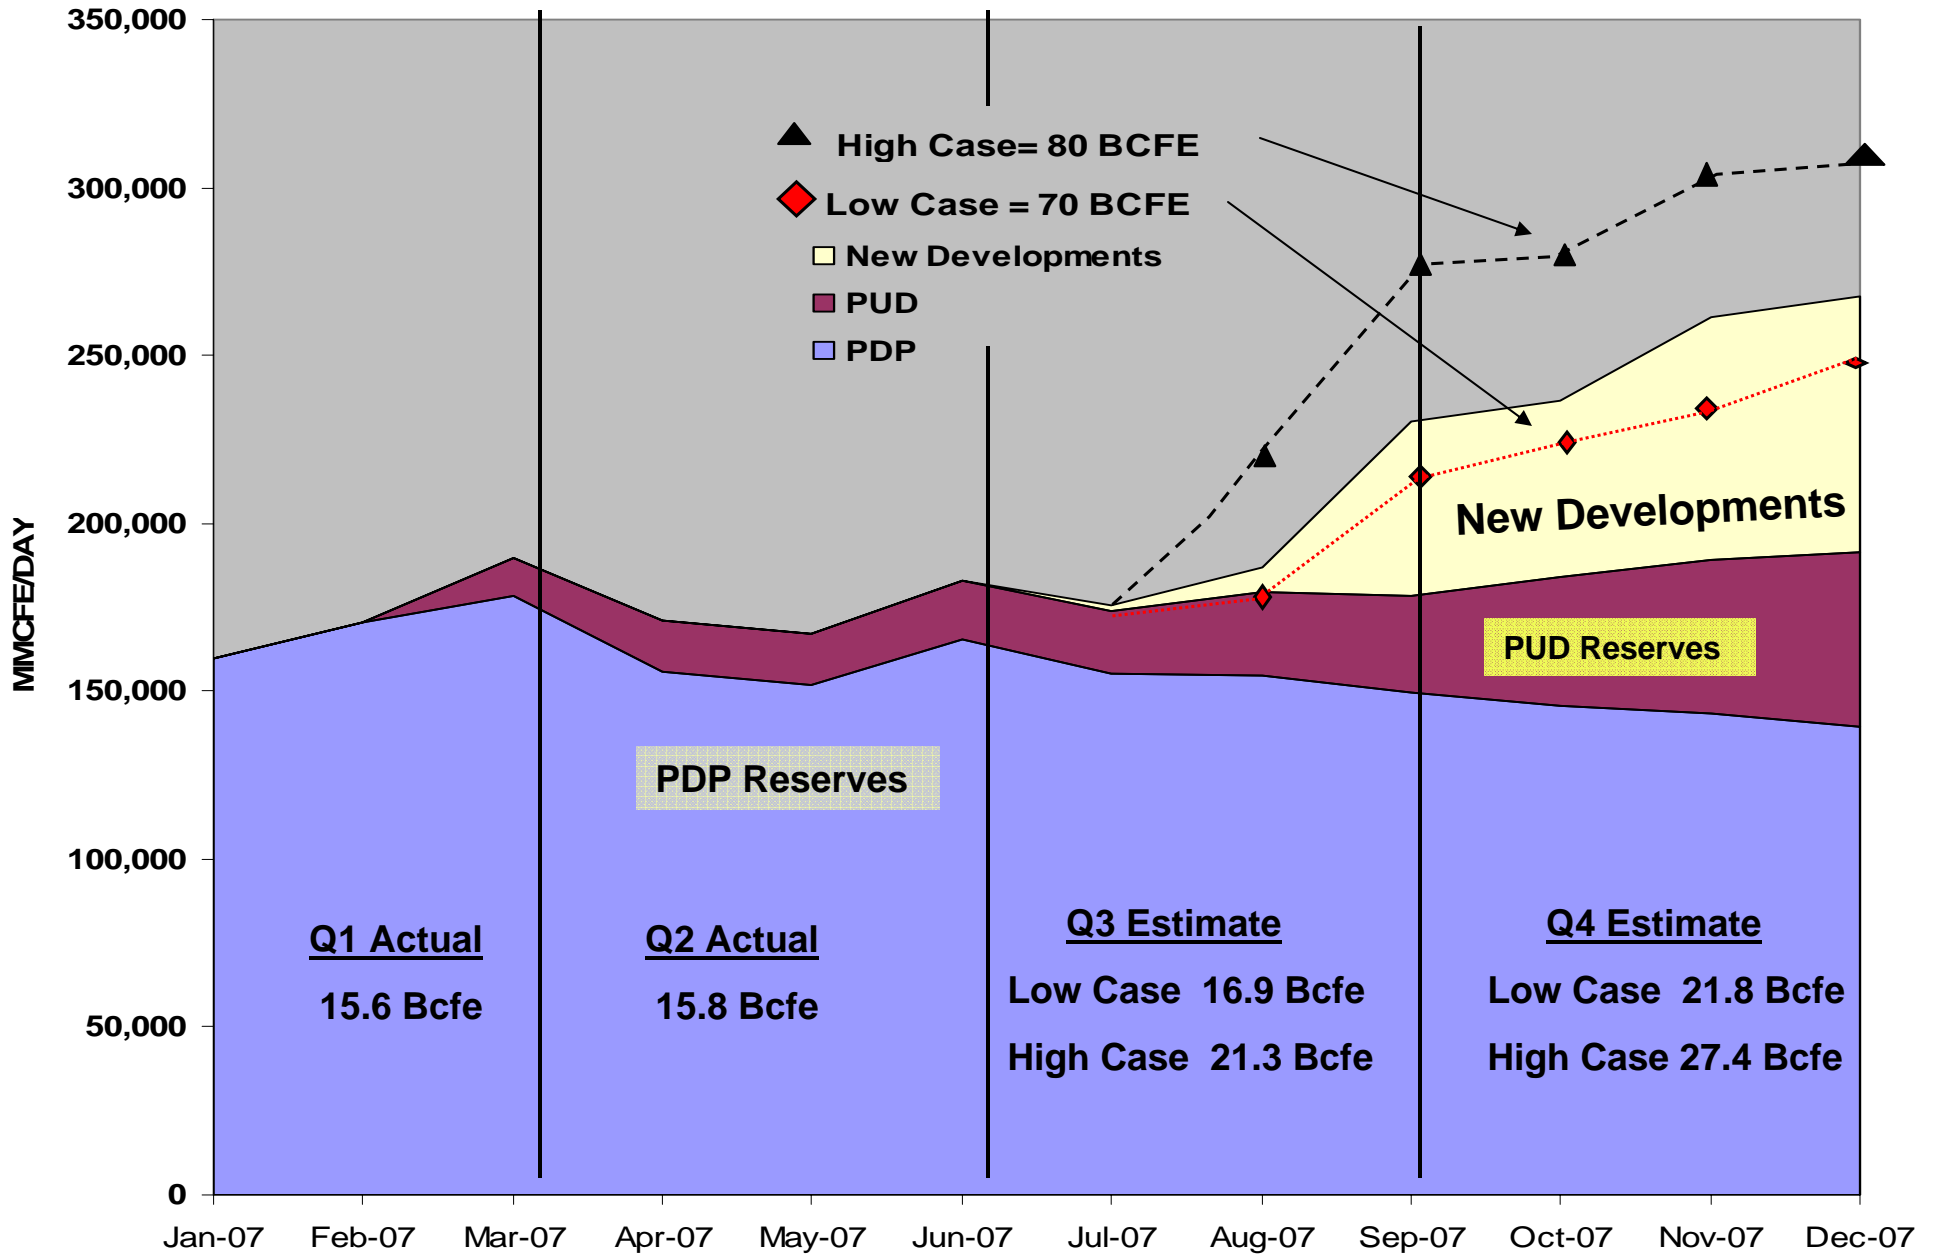 350,000
300,000
250,000
200,000
150,000
100,000
50,000
0
MMCFE/DAY
High Case= 80 BCFE
Low Case = 70 BCFE
New Developments
PUD
PDP
New Developments
PUD Reserves
PDP Reserves
Q1 Actual
15.6 Bcfe
Q2 Actual
15.8 Bcfe
Q3 Estimate
Low Case 16.9 Bcfe
High Case 21.3 Bcfe
Q4 Estimate
Low Case 21.8 Bcfe
High Case 27.4 Bcfe
Jan-07 Feb-07 Mar-07 Apr-07 May-07 Jun-07 Jul-07 Aug-07 Sep-07 Oct-07 Nov-07 Dec-07